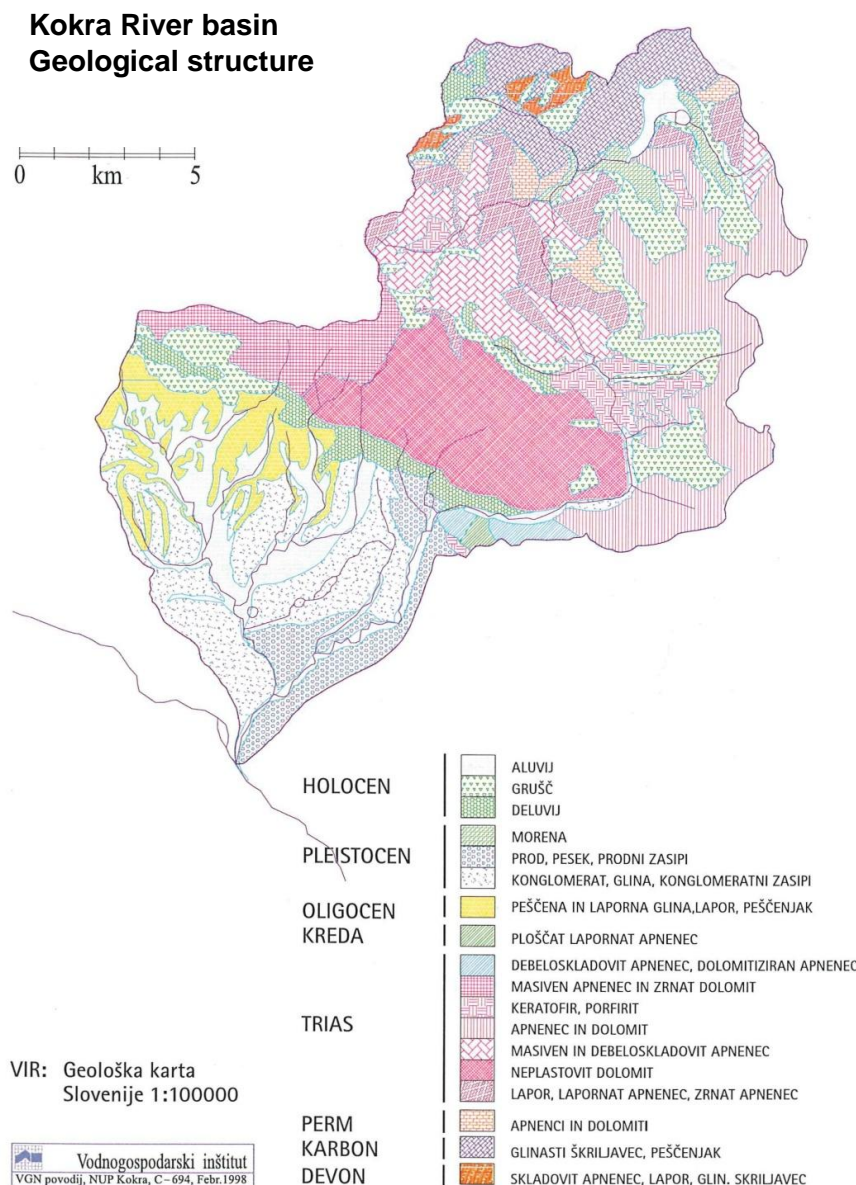 Kokra River basin
Geological structure
0 km 5
HOLOCEN
ALUVIJ
GRUŠČ
DELUVIJ
PLEISTOCEN
MORENA
PROD, PESEK, PRODNI ZASIPI
KONGLOMERAT, GLINA, KONGLOMERATNI ZASIPI
OLIGOCEN
PEŠČENA IN LAPORNA GLINA,LAPOR, PEŠČENJAK
KREDA
PLOŠČAT LAPORNAT APNENEC
TRIAS
DEBELOSKLADOVIT APNENEC, DOLOMITIZIRAN APNENEC
MASIVEN APNENEC IN ZRNAT DOLOMIT
KERATOFIR, PORFIRIT
APNENEC IN DOLOMIT
MASIVEN IN DEBELOSKLADOVIT APNENEC
NEPLASTOVIT DOLOMIT
LAPOR, LAPORNAT APNENEC, ZRNAT APNENEC
PERM
APNENCI IN DOLOMITI
KARBON
GLINASTI ŠKRILJAVEC, PEŠČENJAK
DEVON
SKLADOVIT APNENEC, LAPOR, GLIN. SKRILJAVEC
VIR: Geološka karta
Slovenije 1:100000
Vodnogospodarski inštitut
VGN povodij, NUP Kokra, C-694, Febr.1998